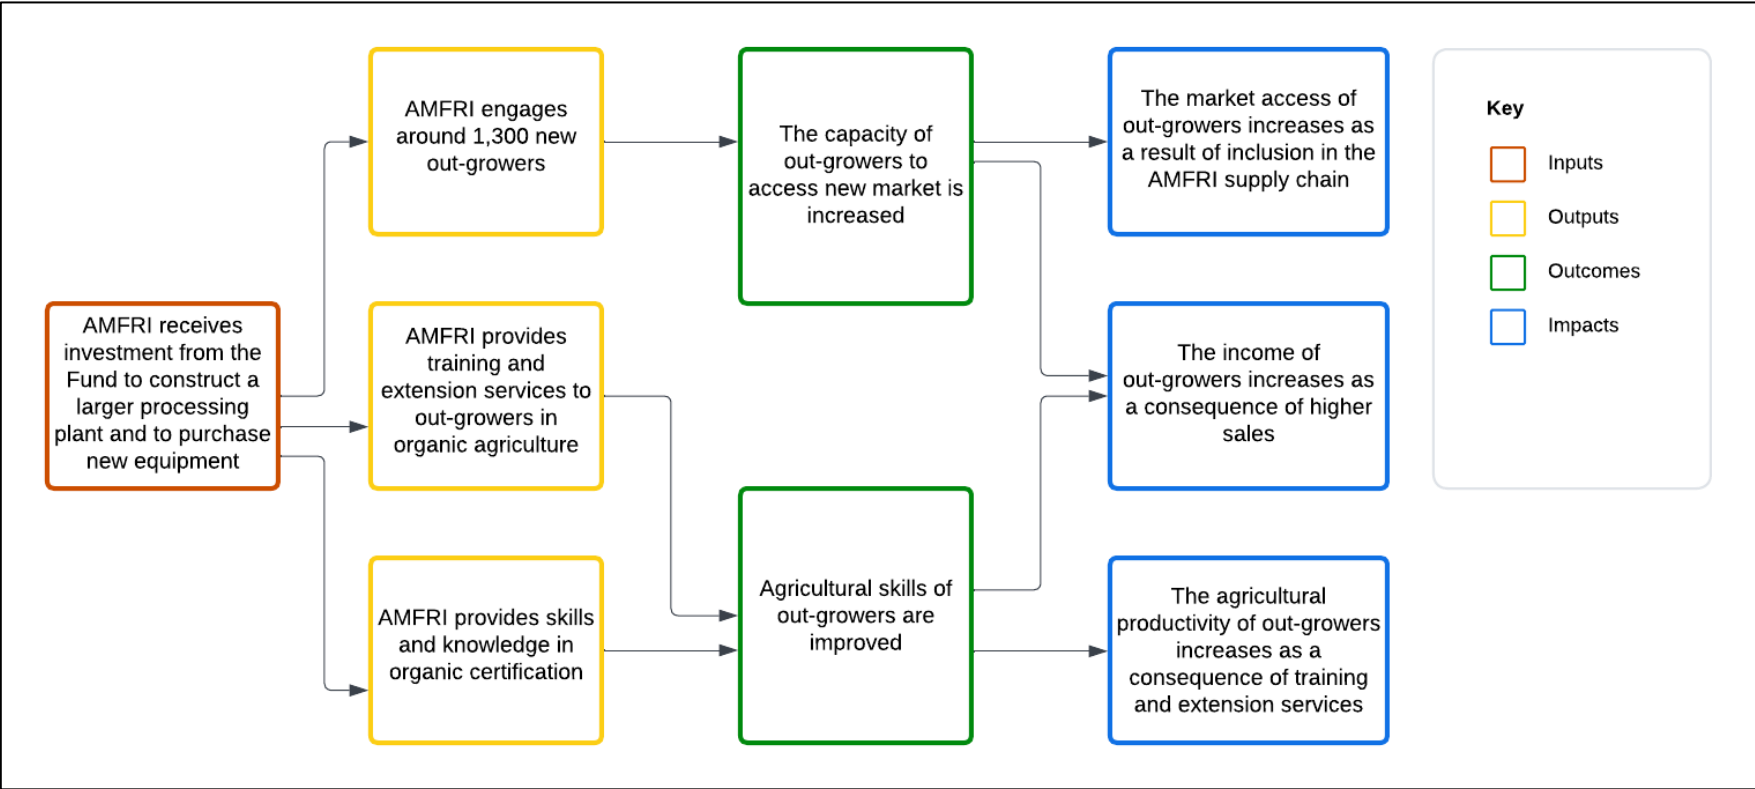 AMFRI receives
investment from the
Fund to construct a
larger processing
plant and to purchase
new equipment
AMFRI engages
around 1,300 new
out-growers
AMFRI provides
training and
extension services to
out-growers in
organic agriculture
AMFRI provides skills
and knowledge in
organic certification
The capacity of
out-growers to
access new market is
increased
Agricultural skills of
out-growers are
improved
The market access of
out-growers increases as
a result of inclusion in the
AMFRI supply chain
The income of
out-growers increases as
a consequence of higher
sales
The agricultural
productivity of out-growers
increases as a
consequence of training
and extension services
Key
Inputs
Outputs
Outcomes
Impacts